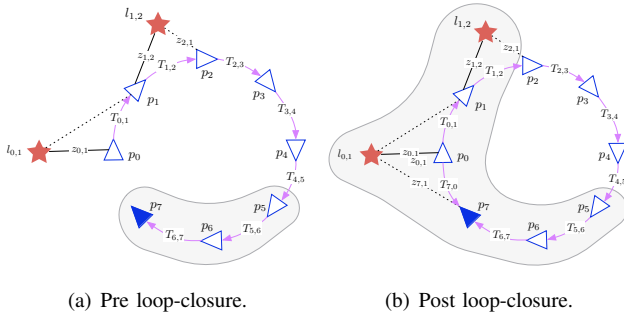 l1,2
z2,1
z1,2
T1,2
p2
T2,3
p1
p3
T0,1
T3,4
l0,1
z0,1
p0
p4
T4,5
p7
p5
T5,6
p6
T6,7
(a) Pre loop-closure.
l1,2
z2,1
z1,2
T1,2
p2
T2,3
p1
p3
T0,1
T3,4
l0,1
z0,1
z0,1
p0
p4
z7,1
T7,0
T4,5
p7
p5
T5,6
p6
T6,7
(b) Post loop-closure.